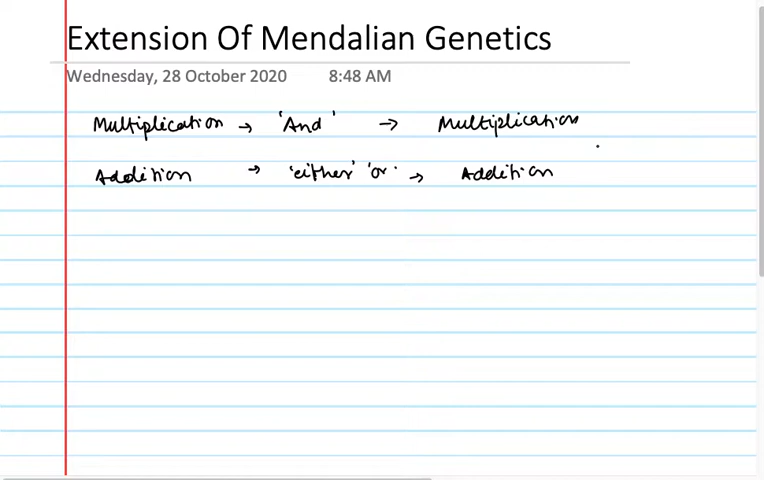 Extension Of Mendalian Genetics
Wednesday, 28 October 2020 8:48 AM
Multiplication → 'And' → Multiplication
Addition → 'either' 'or' → Addition